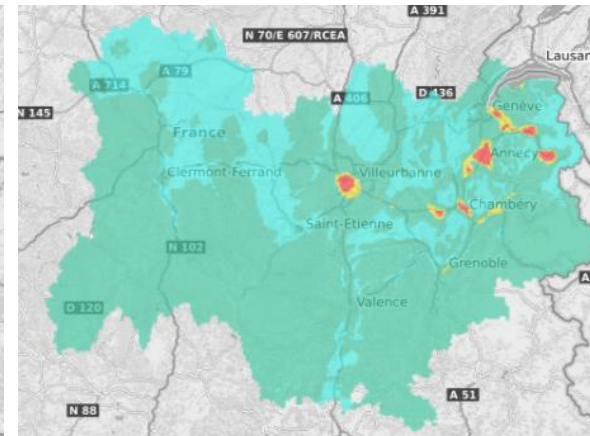 A 391
N 70/E 607/RCEA
Lausan
A 714
A 79
A 406
D 436
N 145
Genève
France
Annecy
Clermont-Ferrand
Villeurbanne
Chambéry
Saint-Etienne
N 102
Grenoble
D 120
Valence
A 51
N 88